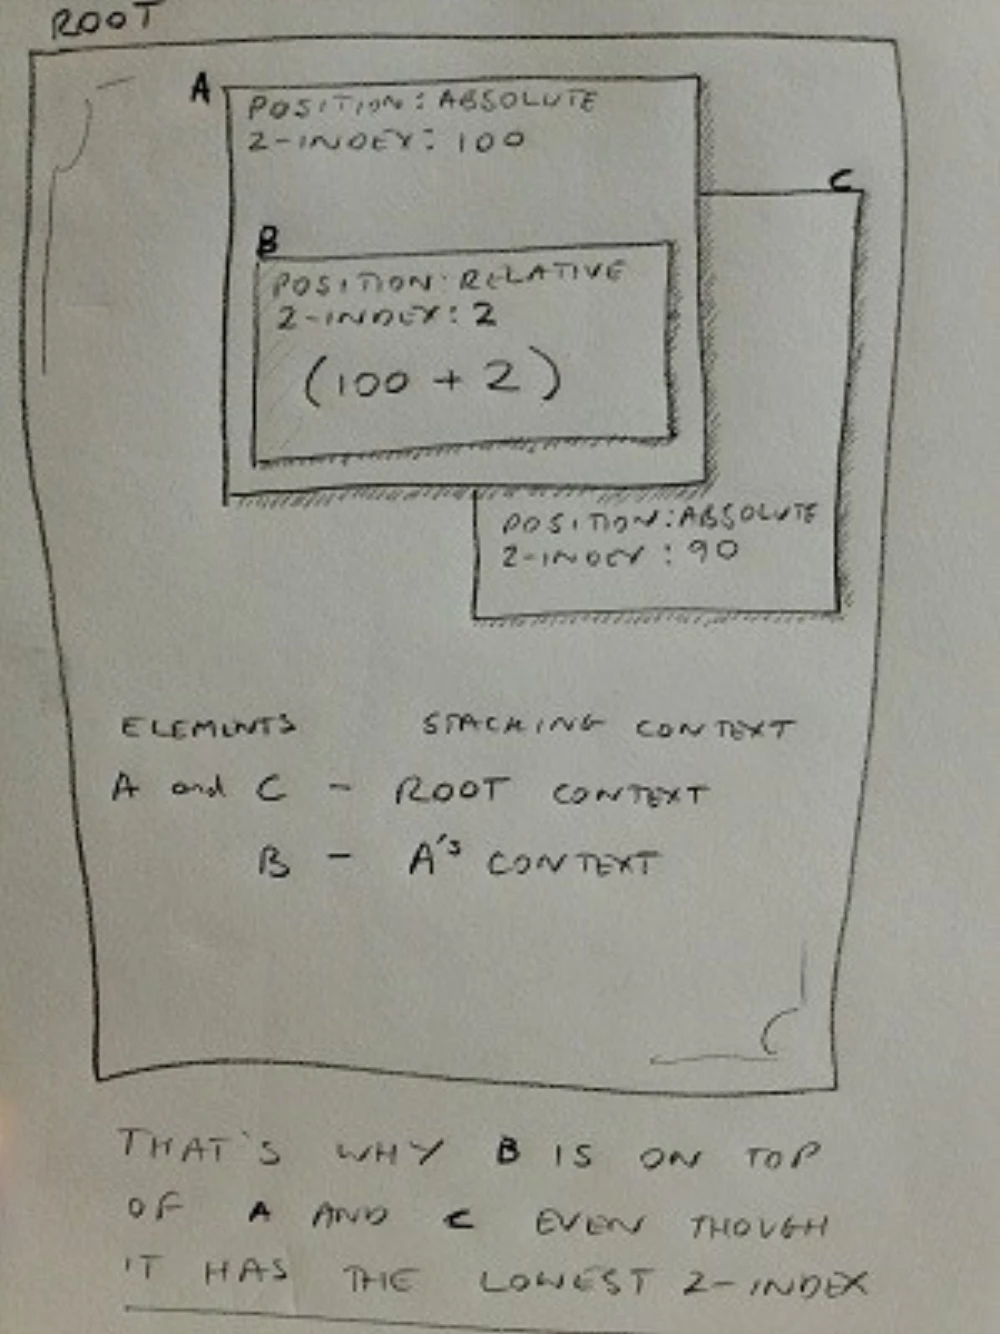 ROOT
A
POSITION: ABSOLUTE
Z-INDEX: 100
C
B
POSITION: RELATIVE
Z-INDEX: 2
(100 + 2)
POSITION: ABSOLUTE
Z-INDEX: 90
ELEMENTS STACKING CONTEXT
A and C - ROOT CONTEXT
B - A's CONTEXT
THAT'S WHY B IS ON TOP
OF A AND C EVEN THOUGH
IT HAS THE LOWEST Z-INDEX